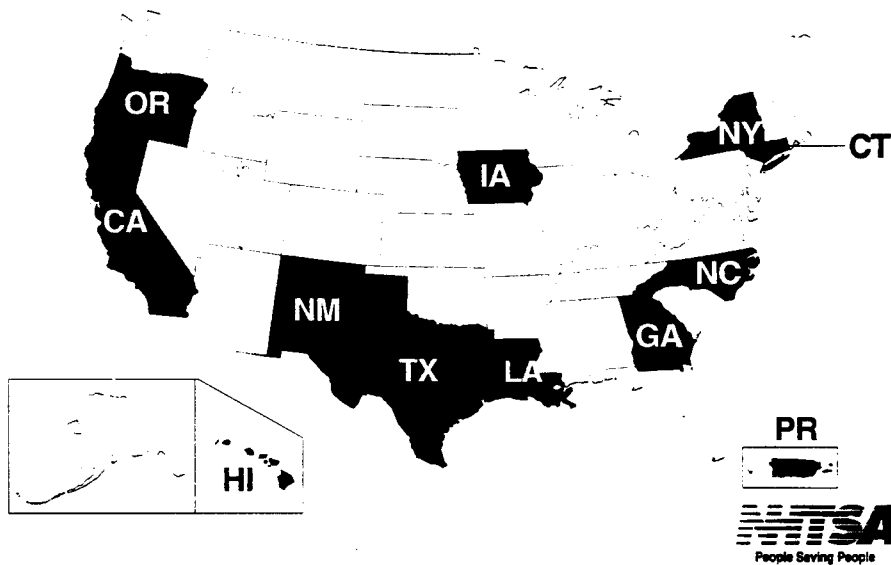 OR
NY
CT
IA
CA
NC
NM
GA
TX
LA
PR
HI
NHTSA
People Saving People